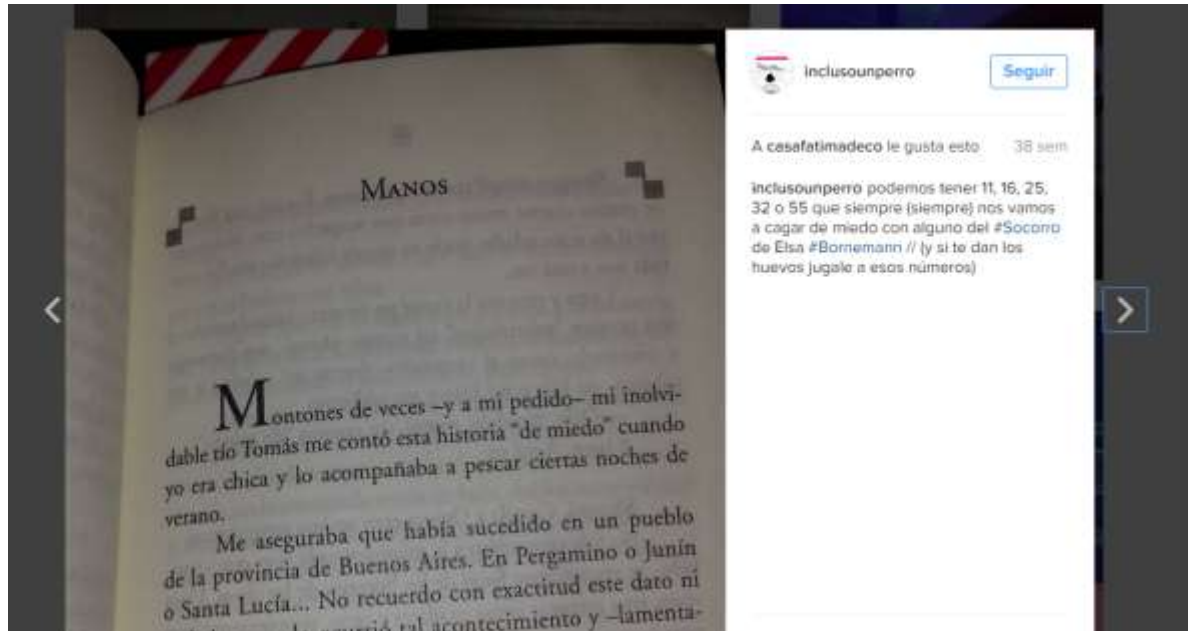 MANOS
Montones de veces –y a mi pedido– mi inolvi-
dable tío Tomás me contó esta historia "de miedo" cuando
yo era chica y lo acompañaba a pescar ciertas noches de
verano.
Me aseguraba que había sucedido en un pueblo
de la provincia de Buenos Aires. En Pergamino o Junín
o Santa Lucía... No recuerdo con exactitud este dato ni
tal acontecimiento y –lamenta-
inclusounperro
Seguir
A casafatimadeco le gusta esto 38 sem
inclusounperro podemos tener 11, 16, 25,
32 o 55 que siempre (siempre) nos vamos
a cagar de miedo con alguno del #Socorro
de Elsa #Bornemann // (y si te dan los
huevos jugale a esos números)